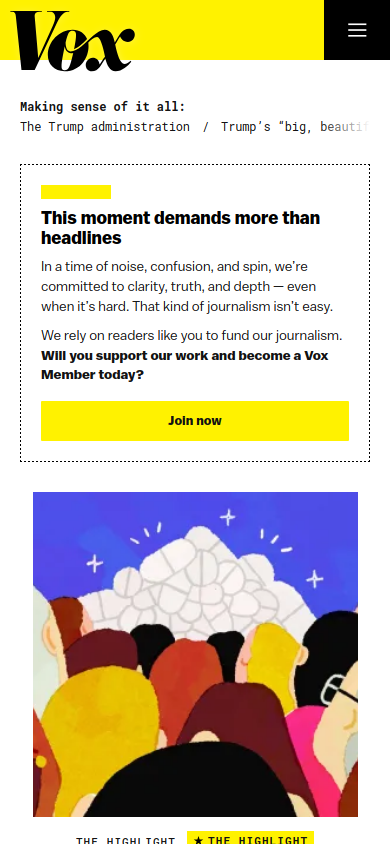 Vox
Making sense of it all:
The Trump administration / Trump's “big, beautif
This moment demands more than
headlines
In a time of noise, confusion, and spin, we’re
committed to clarity, truth, and depth — even
when it’s hard. That kind of journalism isn’t easy.
We rely on readers like you to fund our journalism.
Will you support our work and become a Vox
Member today?
Join now
THE HIGHLIGHT ★ THE HIGHLIGHT